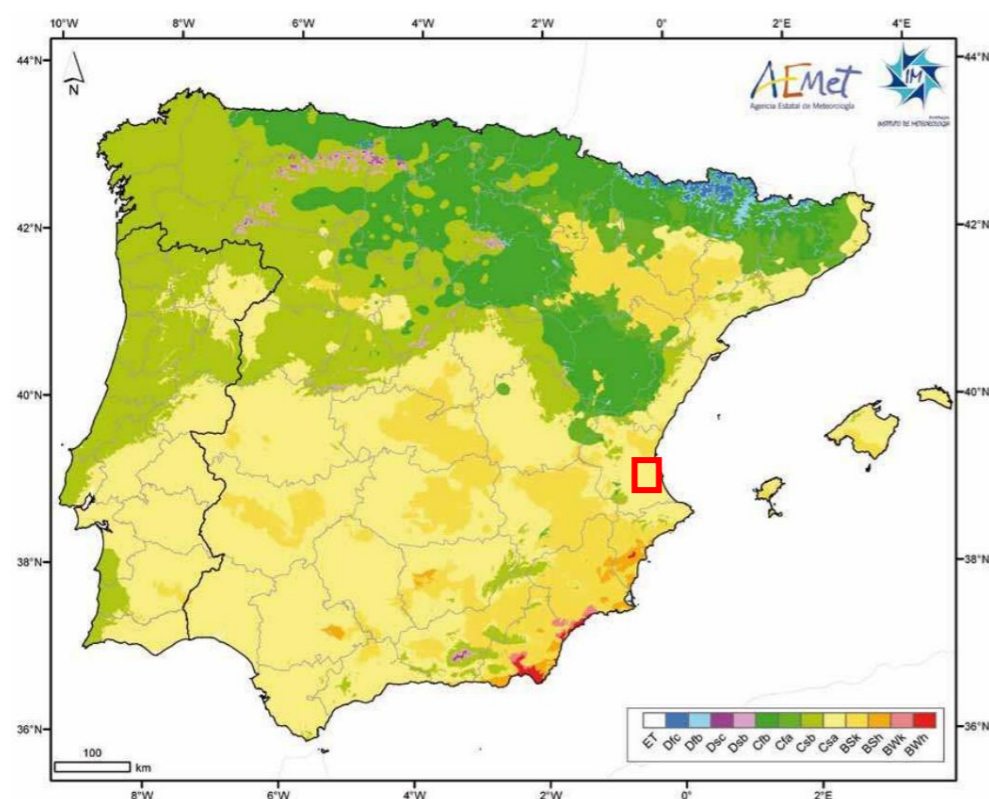 10°W 8°W 6°W 4°W 2°W 0° 2°E 4°E
44°N 44°N
N
AEMet
Agencia Estatal de Meteorología
IM
INSTITUTO DE METEOROLOGIA
42°N 42°N
40°N 40°N
38°N 38°N
36°N 36°N
ET Dfc Dfb Dsc Dsb Cfb Cfa Csb Csa BSk BSh BWk BWh
100
km
8°W 6°W 4°W 2°W 0° 2°E